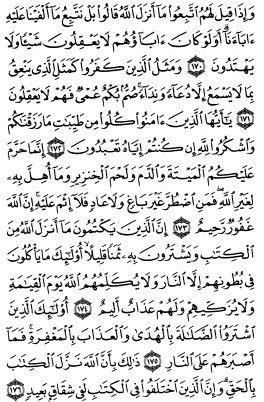 وَإِذَا قِيلَ لَهُمُ ٱتَّبِعُوا۟ مَآ أَنزَلَ ٱللَّهُ قَالُوا۟ بَلْ نَتَّبِعُ مَآ أَلْفَيْنَا عَلَيْهِ
ءَابَآءَنَآ أَوَلَوْ كَانَ ءَابَآؤُهُمْ لَا يَعْقِلُونَ شَيْـًٔا وَلَا
يَهْتَدُونَ ١٧٠ وَمَثَلُ ٱلَّذِينَ كَفَرُوا۟ كَمَثَلِ ٱلَّذِى يَنْعِقُ
بِمَا لَا يَسْمَعُ إِلَّا دُعَآءً وَنِدَآءً صُمٌّۢ بُكْمٌ عُمْىٌ فَهُمْ لَا يَعْقِلُونَ
١٧١ يَـٰٓأَيُّهَا ٱلَّذِينَ ءَامَنُوا۟ كُلُوا۟ مِن طَيِّبَـٰتِ مَا رَزَقْنَـٰكُمْ
وَٱشْكُرُوا۟ لِلَّهِ إِن كُنتُمْ إِيَّاهُ تَعْبُدُونَ ١٧٢ إِنَّمَا حَرَّمَ
عَلَيْكُمُ ٱلْمَيْتَةَ وَٱلدَّمَ وَلَحْمَ ٱلْخِنزِيرِ وَمَآ أُهِلَّ بِهِۦ
لِغَيْرِ ٱللَّهِ فَمَنِ ٱضْطُرَّ غَيْرَ بَاغٍ وَلَا عَادٍ فَلَآ إِثْمَ عَلَيْهِ إِنَّ ٱللَّهَ
غَفُورٌ رَّحِيمٌ ١٧٣ إِنَّ ٱلَّذِينَ يَكْتُمُونَ مَآ أَنزَلَ ٱللَّهُ مِنَ
ٱلْكِتَـٰبِ وَيَشْتَرُونَ بِهِۦ ثَمَنًا قَلِيلًا أُو۟لَـٰٓئِكَ مَا يَأْكُلُونَ
فِى بُطُونِهِمْ إِلَّا ٱلنَّارَ وَلَا يُكَلِّمُهُمُ ٱللَّهُ يَوْمَ ٱلْقِيَـٰمَةِ
وَلَا يُزَكِّيهِمْ وَلَهُمْ عَذَابٌ أَلِيمٌ ١٧٤ أُو۟لَـٰٓئِكَ ٱلَّذِينَ
ٱشْتَرَوُا۟ ٱلضَّلَـٰلَةَ بِٱلْهُدَىٰ وَٱلْعَذَابَ بِٱلْمَغْفِرَةِ فَمَآ
أَصْبَرَهُمْ عَلَى ٱلنَّارِ ١٧٥ ذَٰلِكَ بِأَنَّ ٱللَّهَ نَزَّلَ ٱلْكِتَـٰبَ
بِٱلْحَقِّ وَإِنَّ ٱلَّذِينَ ٱخْتَلَفُوا۟ فِى ٱلْكِتَـٰبِ لَفِى شِقَاقٍۭ بَعِيدٍ ١٧٦